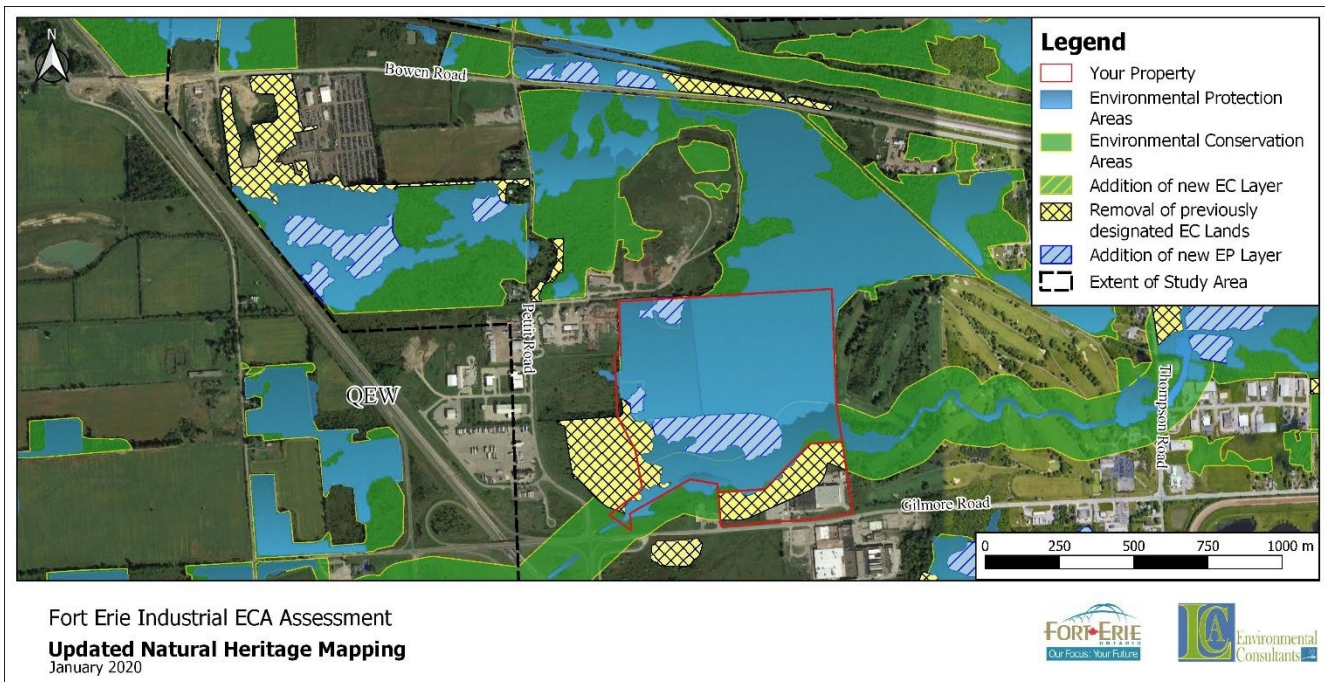 N
Bowen Road
Pettit Road
QEW
Thompson Road
Gilmore Road
Legend
Your Property
Environmental Protection
Areas
Environmental Conservation
Areas
Addition of new EC Layer
Removal of previously
designated EC Lands
Addition of new EP Layer
Extent of Study Area
0 250 500 750 1000 m
Fort Erie Industrial ECA Assessment
Updated Natural Heritage Mapping
January 2020
FORT ERIE
ONTARIO
Our Focus: Your Future
LCA
Environmental
Consultants